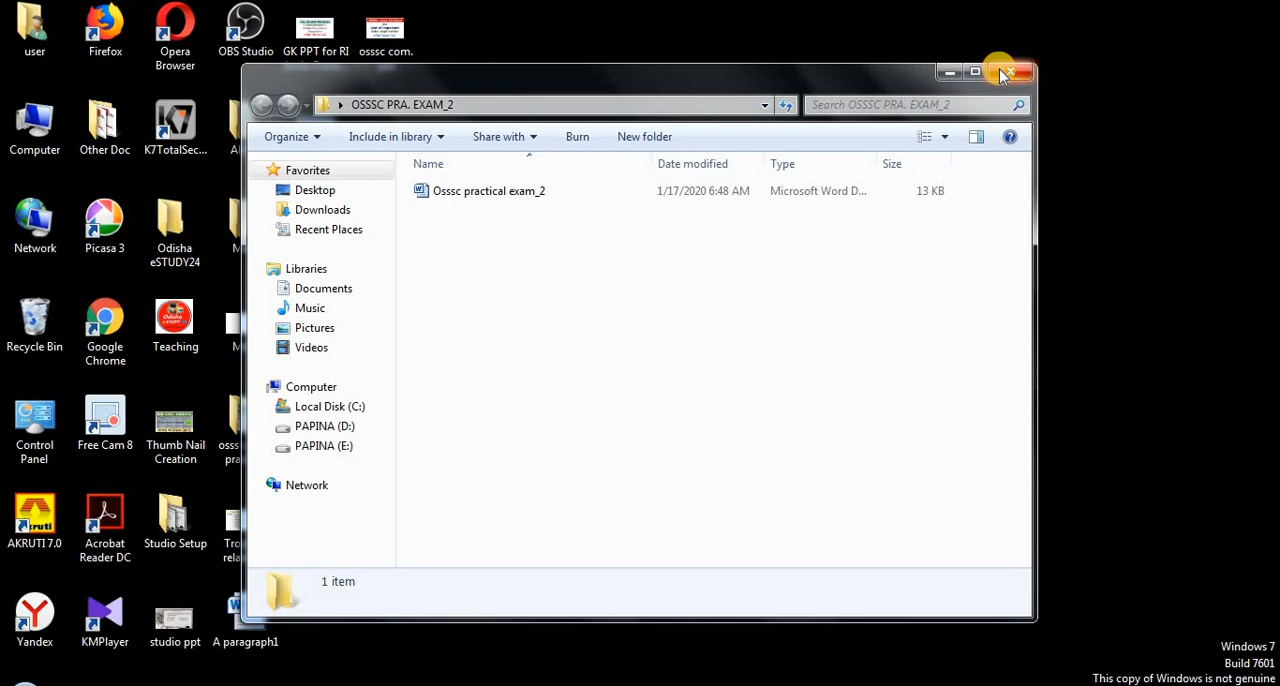 user
Firefox
Opera
Browser
OBS Studio
GK PPT for RI
osssc com.
Computer
Other Doc
K7TotalSec...
Network
Picasa 3
Odisha
eSTUDY24
Recycle Bin
Google
Chrome
Teaching
Control
Panel
Free Cam 8
Thumb Nail
Creation
AKRUTI 7.0
Acrobat
Reader DC
Studio Setup
Yandex
KMPlayer
studio ppt
A paragraph1
OSSSC PRA. EXAM_2
Search OSSSC PRA. EXAM_2
Organize
Include in library
Share with
Burn
New folder
Name
Date modified
Type
Size
Osssc practical exam_2
1/17/2020 6:48 AM
Microsoft Word D...
13 KB
Favorites
Desktop
Downloads
Recent Places
Libraries
Documents
Music
Pictures
Videos
Computer
Local Disk (C:)
PAPINA (D:)
PAPINA (E:)
Network
1 item
Windows 7
Build 7601
This copy of Windows is not genuine